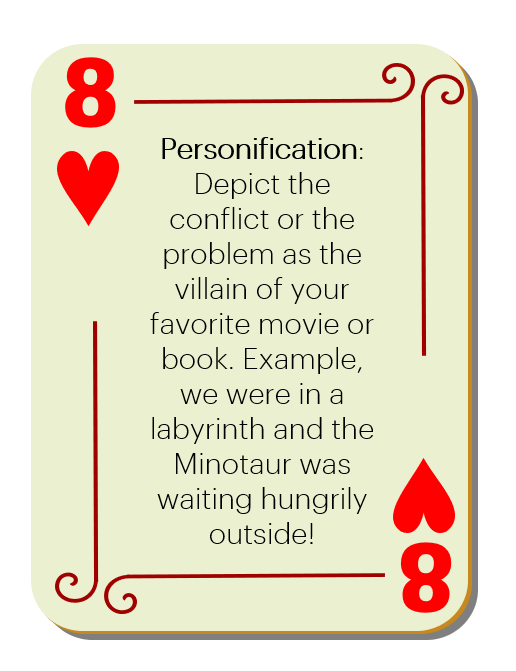 8
Personification:
Depict the
conflict or the
problem as the
villain of your
favorite movie or
book. Example,
we were in a
labyrinth and the
Minotaur was
waiting hungrily
outside!
8